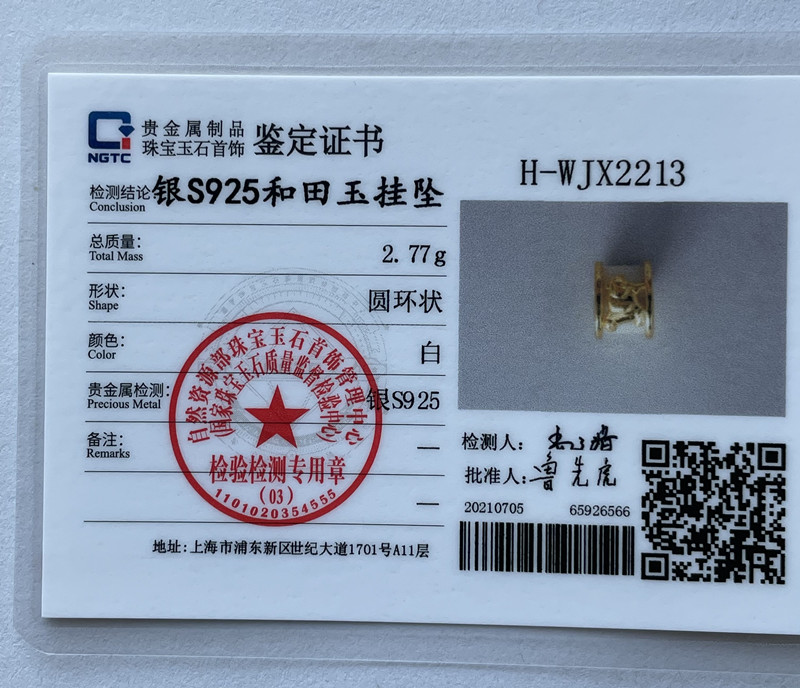 NGTC
贵金属制品
珠宝玉石首饰
鉴定证书
检测结论
Conclusion
银S925和田玉挂坠
总质量：
Total Mass
2.77g
形状：
Shape
圆环状
颜色：
Color
白
贵金属检测：
Precious Metal
银S925
备注：
Remarks
—
—
自然资源部珠宝玉石首饰管理中心
(国家珠宝玉石质量监督检验中心)
检验检测专用章
(03)
1101020354555
地址:上海市浦东新区世纪大道1701号A11层
H-WJX2213
检测人：
批准人：鲁先虎
20210705
65926566